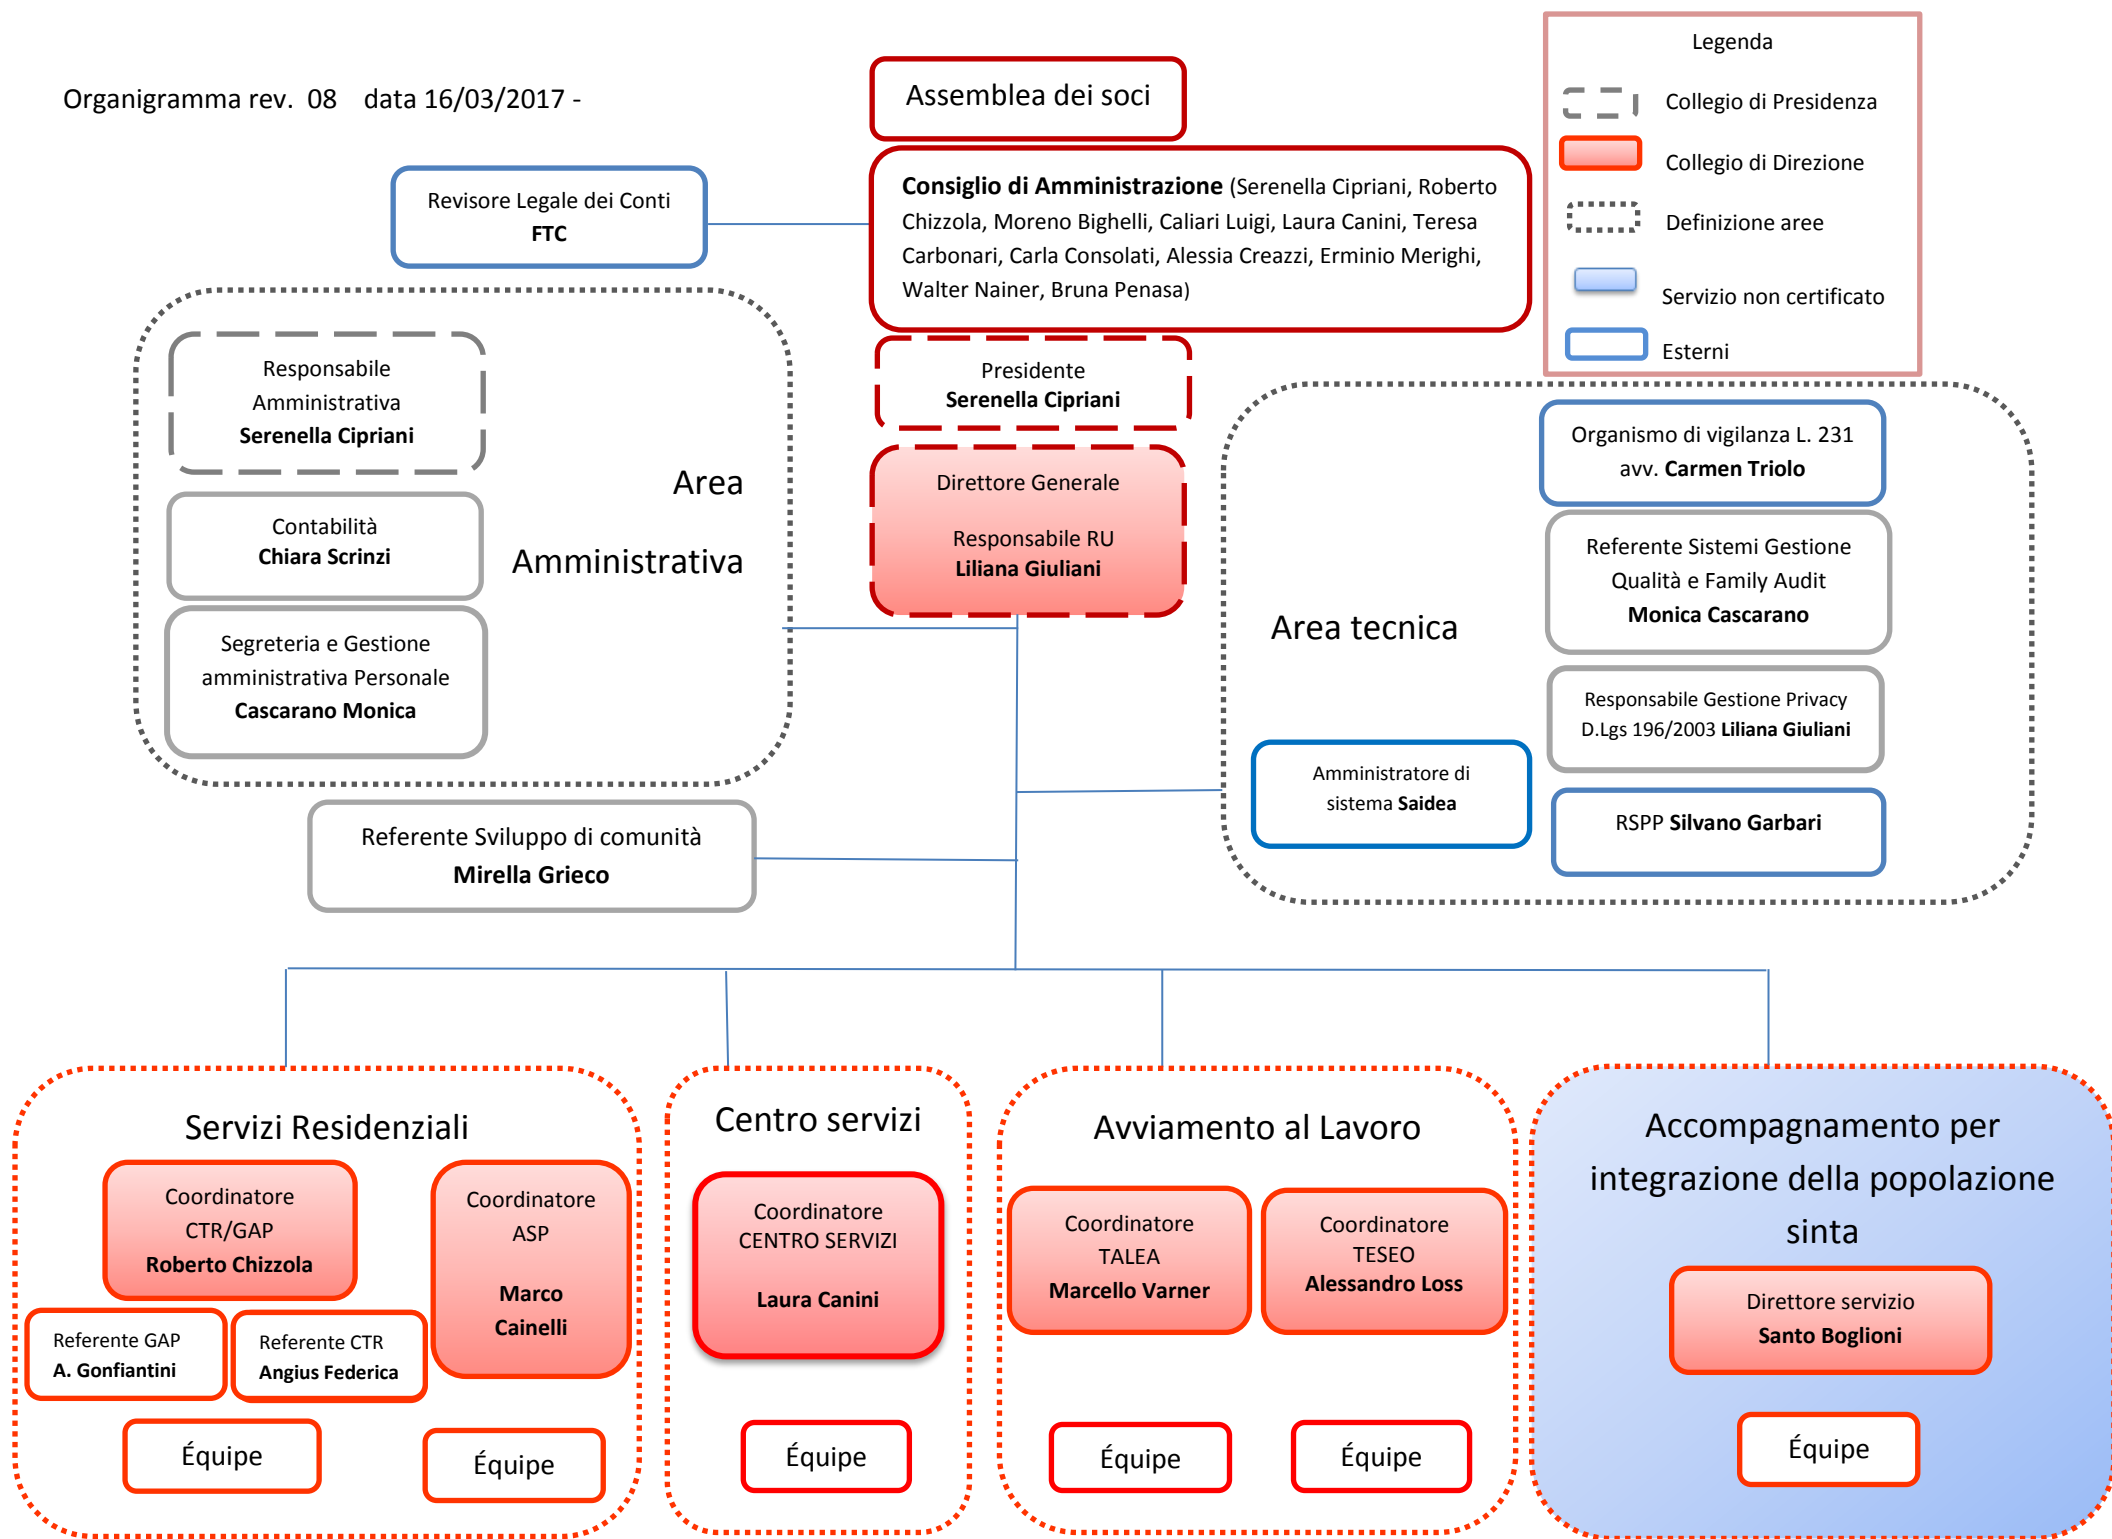 Organigramma rev. 08 data 16/03/2017 -
Assemblea dei soci
Legenda
Collegio di Presidenza
Collegio di Direzione
Definizione aree
Servizio non certificato
Esterni
Revisore Legale dei Conti
FTC
Consiglio di Amministrazione (Serenella Cipriani, Roberto
Chizzola, Moreno Bighelli, Caliari Luigi, Laura Canini, Teresa
Carbonari, Carla Consolati, Alessia Creazzi, Erminio Merighi,
Walter Nainer, Bruna Penasa)
Presidente
Serenella Cipriani
Direttore Generale
Responsabile RU
Liliana Giuliani
Responsabile
Amministrativa
Serenella Cipriani
Contabilità
Chiara Scrinzi
Segreteria e Gestione
amministrativa Personale
Cascarano Monica
Area
Amministrativa
Area tecnica
Organismo di vigilanza L. 231
avv. Carmen Triolo
Referente Sistemi Gestione
Qualità e Family Audit
Monica Cascarano
Responsabile Gestione Privacy
D.Lgs 196/2003 Liliana Giuliani
Amministratore di
sistema Saidea
RSPP Silvano Garbari
Referente Sviluppo di comunità
Mirella Grieco
Servizi Residenziali
Coordinatore
CTR/GAP
Roberto Chizzola
Coordinatore
ASP
Marco
Cainelli
Referente GAP
A. Gonfiantini
Referente CTR
Angius Federica
Équipe
Équipe
Centro servizi
Coordinatore
CENTRO SERVIZI
Laura Canini
Équipe
Avviamento al Lavoro
Coordinatore
TALEA
Marcello Varner
Coordinatore
TESEO
Alessandro Loss
Équipe
Équipe
Accompagnamento per
integrazione della popolazione
sinta
Direttore servizio
Santo Boglioni
Équipe